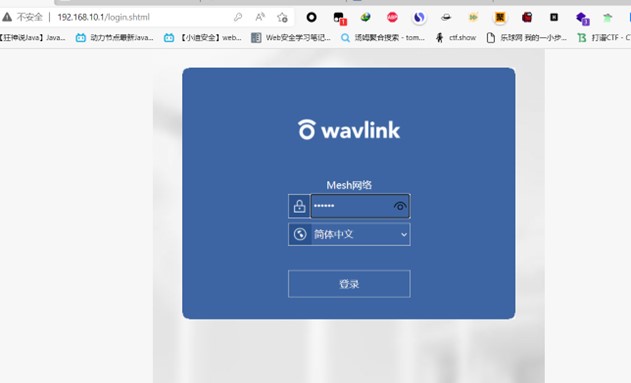 不安全 192.168.10.1/login.shtml
【狂神说Java】Java... 动力节点最新Java... 【小迪安全】web... Web安全学习笔记... 汤姆聚合搜索 - tom... ctf.show 乐球网 我的一小步... 打造CTF - C
wavlink
Mesh网络
简体中文
登录